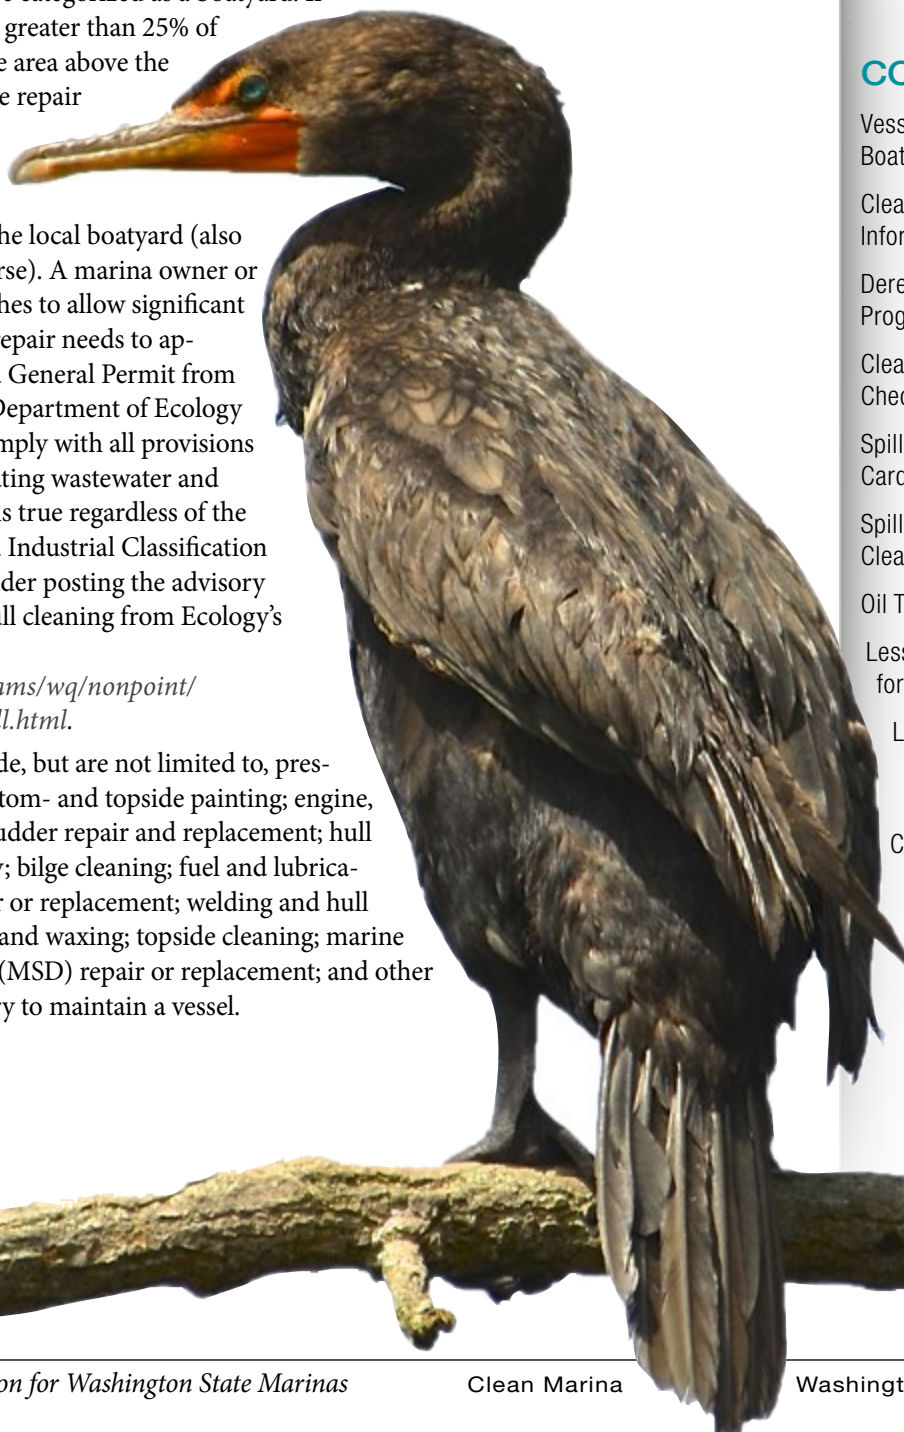 categorized as a boatyard. If
greater than 25% of
area above the
repair
he local boatyard (also
rse). A marina owner or
hes to allow significant
repair needs to ap-
General Permit from
Department of Ecology
mply with all provisions
ting wastewater and
is true regardless of the
Industrial Classification
der posting the advisory
ll cleaning from Ecology's
ams/wq/nonpoint/
ll.html.
de, but are not limited to, pres-
tom- and topside painting; engine,
udder repair and replacement; hull
y; bilge cleaning; fuel and lubrica-
r or replacement; welding and hull
and waxing; topside cleaning; marine
(MSD) repair or replacement; and other
ry to maintain a vessel.
on for Washington State Marinas
Clean Marina
CO
Vess
Boat
Clea
Infor
Dere
Prog
Clea
Chec
Spill
Card
Spill
Clea
Oil T
Less
for
L
C
Washingt